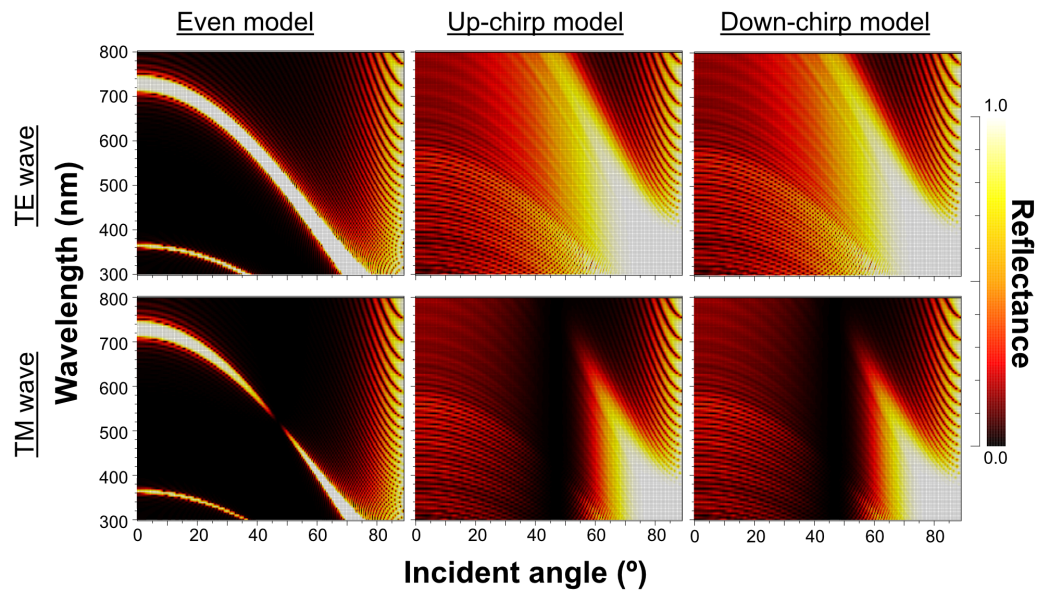 Even model Up-chirp model Down-chirp model
TE wave
TM wave
Wavelength (nm)
800
700
600
500
400
300
800
700
600
500
400
300
0 20 40 60 80 0 20 40 60 80 0 20 40 60 80
Incident angle (º)
1.0
0.0
Reflectance